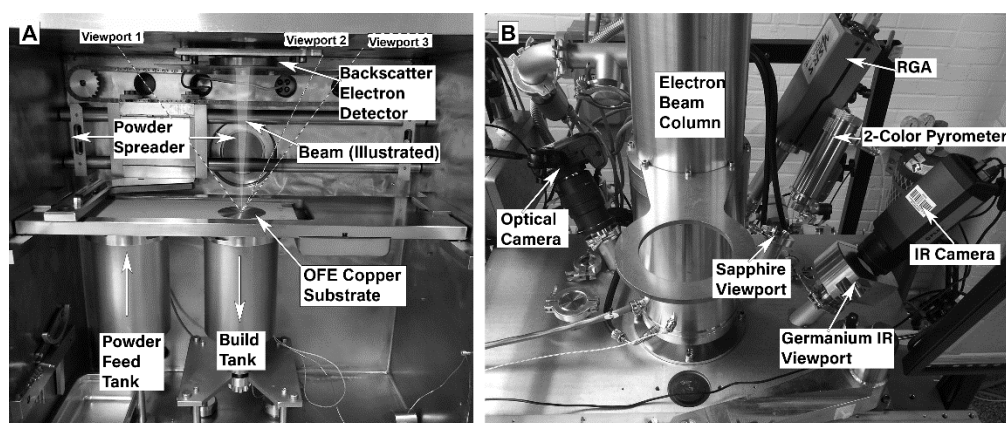 A
Viewport 1
Viewport 2
Viewport 3
Backscatter
Electron
Detector
Powder
Spreader
Beam (Illustrated)
OFE Copper
Substrate
Powder
Feed
Tank
Build
Tank
B
Electron
Beam
Column
RGA
2-Color Pyrometer
Optical
Camera
Sapphire
Viewport
IR Camera
Germanium IR
Viewport